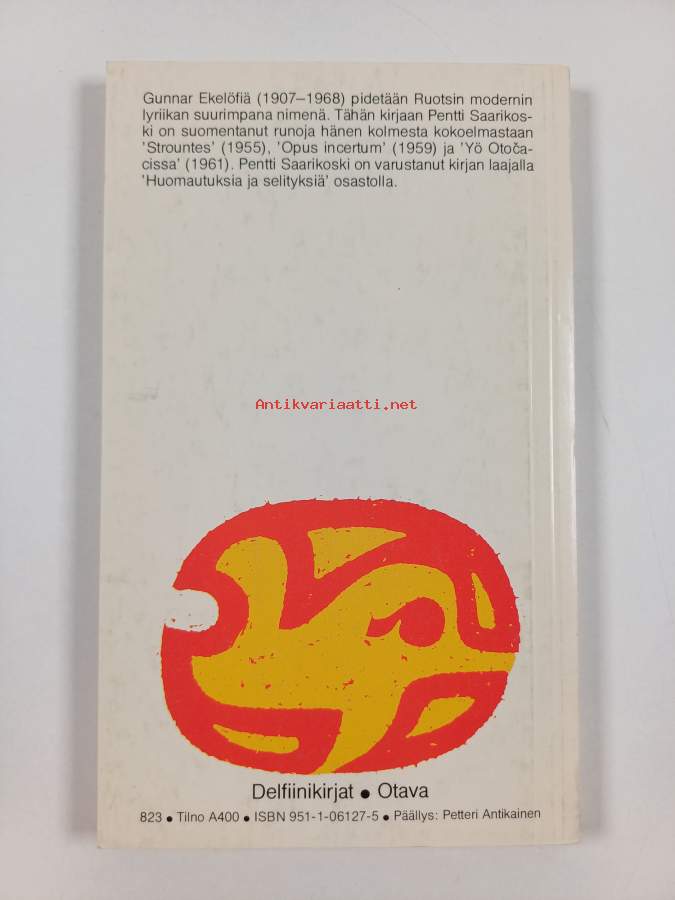 Gunnar Ekelöfiä (1907–1968) pidetään Ruotsin modernin
lyriikan suurimpana nimenä. Tähän kirjaan Pentti Saarikos-
ki on suomentanut runoja hänen kolmesta kokoelmastaan
'Strountes' (1955), 'Opus incertum' (1959) ja 'Yö Otoča-
cissa' (1961). Pentti Saarikoski on varustanut kirjan laajalla
'Huomautuksia ja selityksiä' osastolla.
Antikvariaatti.net
Delfiinikirjat ● Otava
823 ● Tilno A400 ● ISBN 951-1-06127-5 ● Päällys: Petteri Antikainen